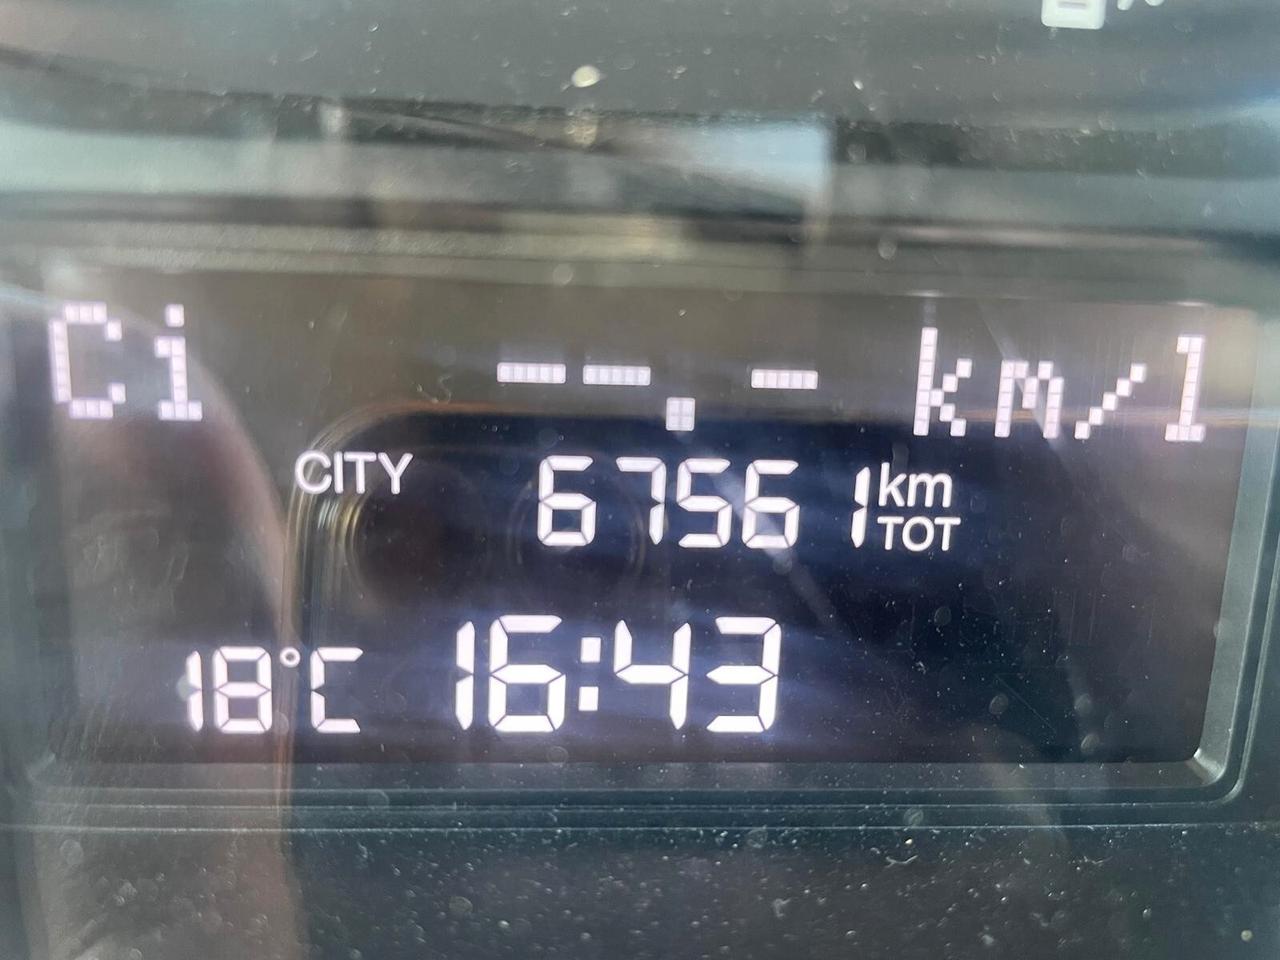 Ci --.- km/l
CITY 67561 km
TOT
18°C 16:43